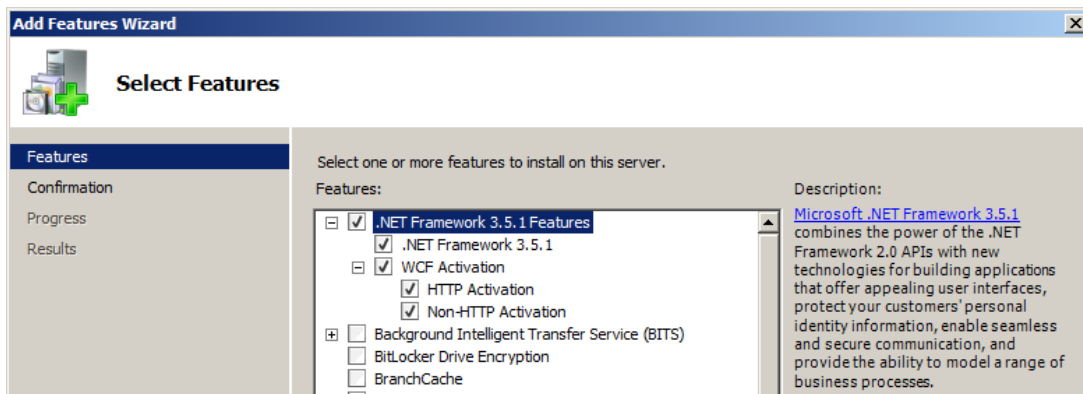 Add Features Wizard
Select Features
Features
Confirmation
Progress
Results
Select one or more features to install on this server.
Features:
.NET Framework 3.5.1 Features
.NET Framework 3.5.1
WCF Activation
HTTP Activation
Non-HTTP Activation
Background Intelligent Transfer Service (BITS)
BitLocker Drive Encryption
BranchCache
Description:
Microsoft .NET Framework 3.5.1
combines the power of the .NET
Framework 2.0 APIs with new
technologies for building applications
that offer appealing user interfaces,
protect your customers' personal
identity information, enable seamless
and secure communication, and
provide the ability to model a range of
business processes.